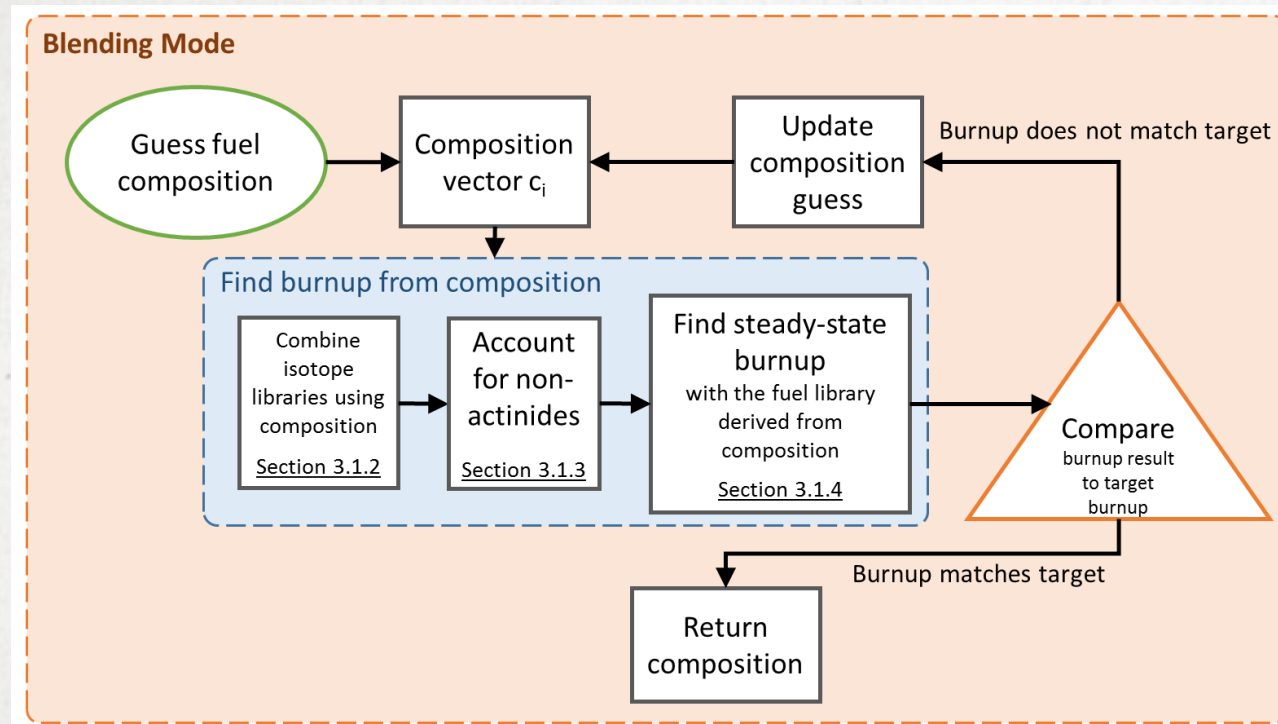 Blending Mode
Guess fuel
composition
Composition
vector cᵢ
Update
composition
guess
Burnup does not match target
Find burnup from composition
Combine
isotope
libraries using
composition
Section 3.1.2
Account
for non-
actinides
Section 3.1.3
Find steady-state
burnup
with the fuel library
derived from
composition
Section 3.1.4
Compare
burnup result
to target
burnup
Burnup matches target
Return
composition